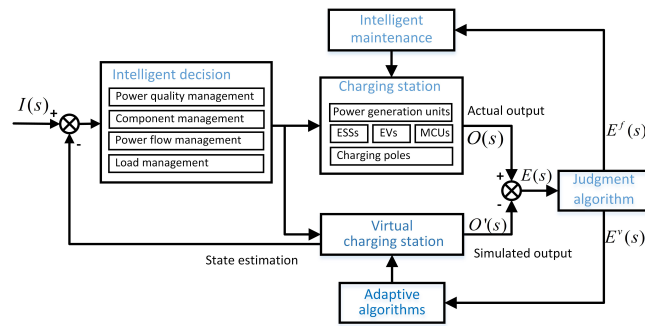 Intelligent
maintenance
Intelligent decision
Power quality management
Component management
Power flow management
Load management
I(s)
+
-
Charging station
Power generation units
ESSs EVs MCUs
Charging poles
Actual output
O(s)
+
-
E(s)
E^f(s)
Judgment
algorithm
E^v(s)
Virtual
charging station
O'(s)
Simulated output
State estimation
Adaptive
algorithms